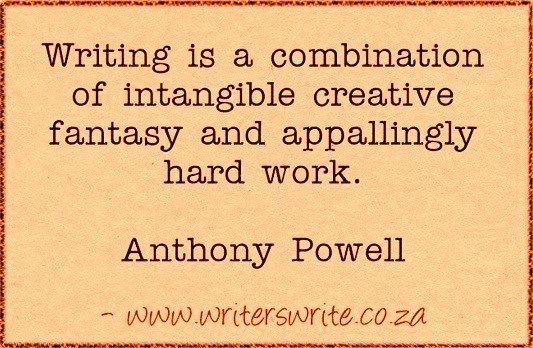 Writing is a combination
of intangible creative
fantasy and appallingly
hard work.
Anthony Powell
- www.writerswrite.co.za